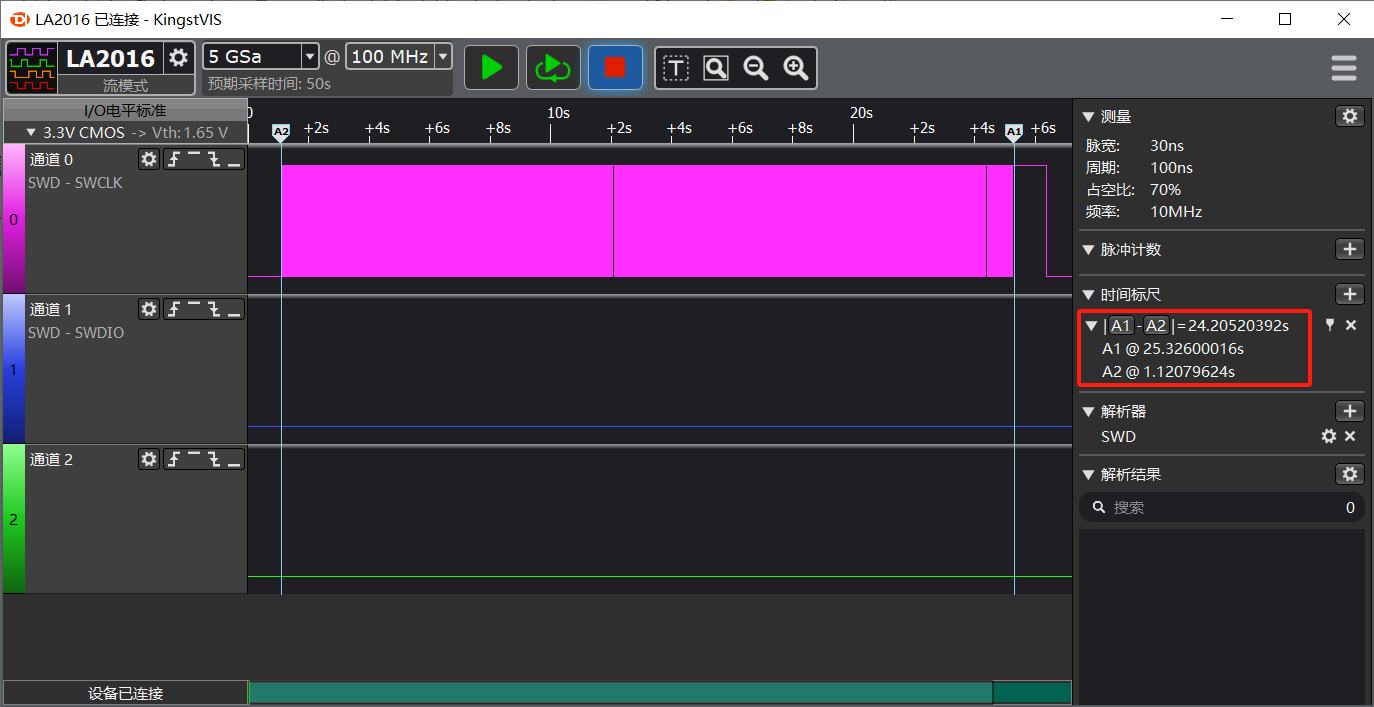 LA2016 已连接 - KingstVIS
LA2016
流模式
5 GSa @ 100 MHz
预期采样时间: 50s
T
I/O电平标准
3.3V CMOS -> Vth: 1.65 V
0 10s 20s
A2 +2s +4s +6s +8s +2s +4s +6s +8s +2s +4s A1 +6s
通道 0
SWD - SWCLK
0
通道 1
SWD - SWDIO
1
通道 2
2
设备已连接
测量
脉宽: 30ns
周期: 100ns
占空比: 70%
频率: 10MHz
脉冲计数
时间标尺
|A1-A2|=24.20520392s
A1 @ 25.32600016s
A2 @ 1.12079624s
解析器
SWD
解析结果
搜索 0